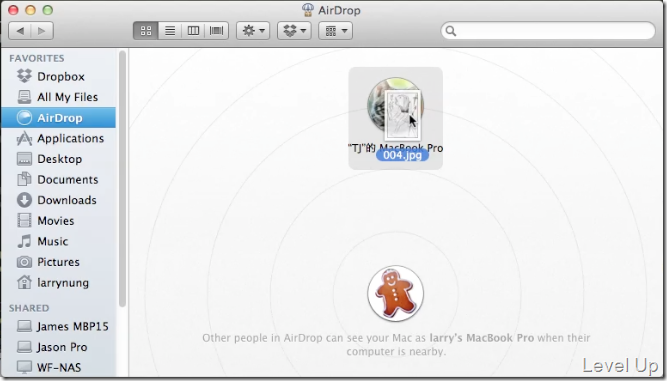 AirDrop
FAVORITES
Dropbox
All My Files
AirDrop
Applications
Desktop
Documents
Downloads
Movies
Music
Pictures
larrynung
SHARED
James MBP15
Jason Pro
WF-NAS
"TJ"的 MacBook Pro
004.jpg
Other people in AirDrop can see your Mac as larry's MacBook Pro when their
computer is nearby.
Level Up